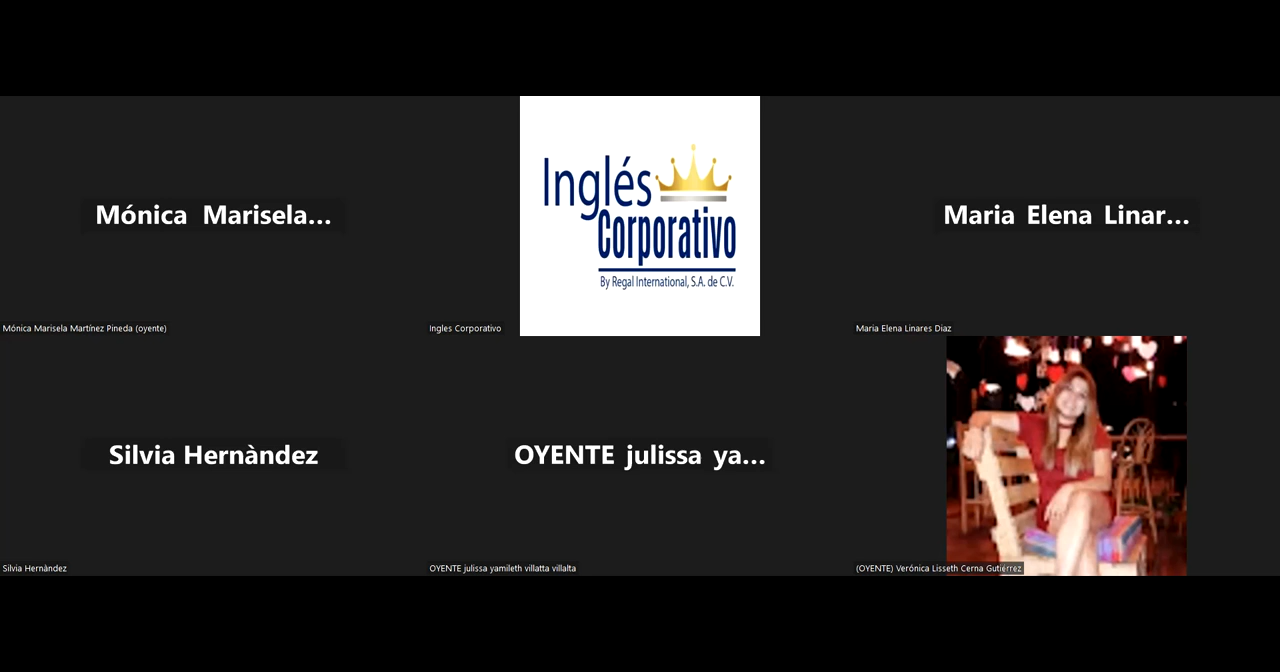 Mónica Marisela...
Inglés
Corporativo
By Regal International, S.A. de C.V.
Maria Elena Linar...
Mónica Marisela Martínez Pineda (oyente)
Ingles Corporativo
Maria Elena Linares Diaz
Silvia Hernàndez
OYENTE julissa ya...
Silvia Hernàndez
OYENTE julissa yamileth villatta villalta
(OYENTE) Verónica Lisseth Cerna Gutiérrez